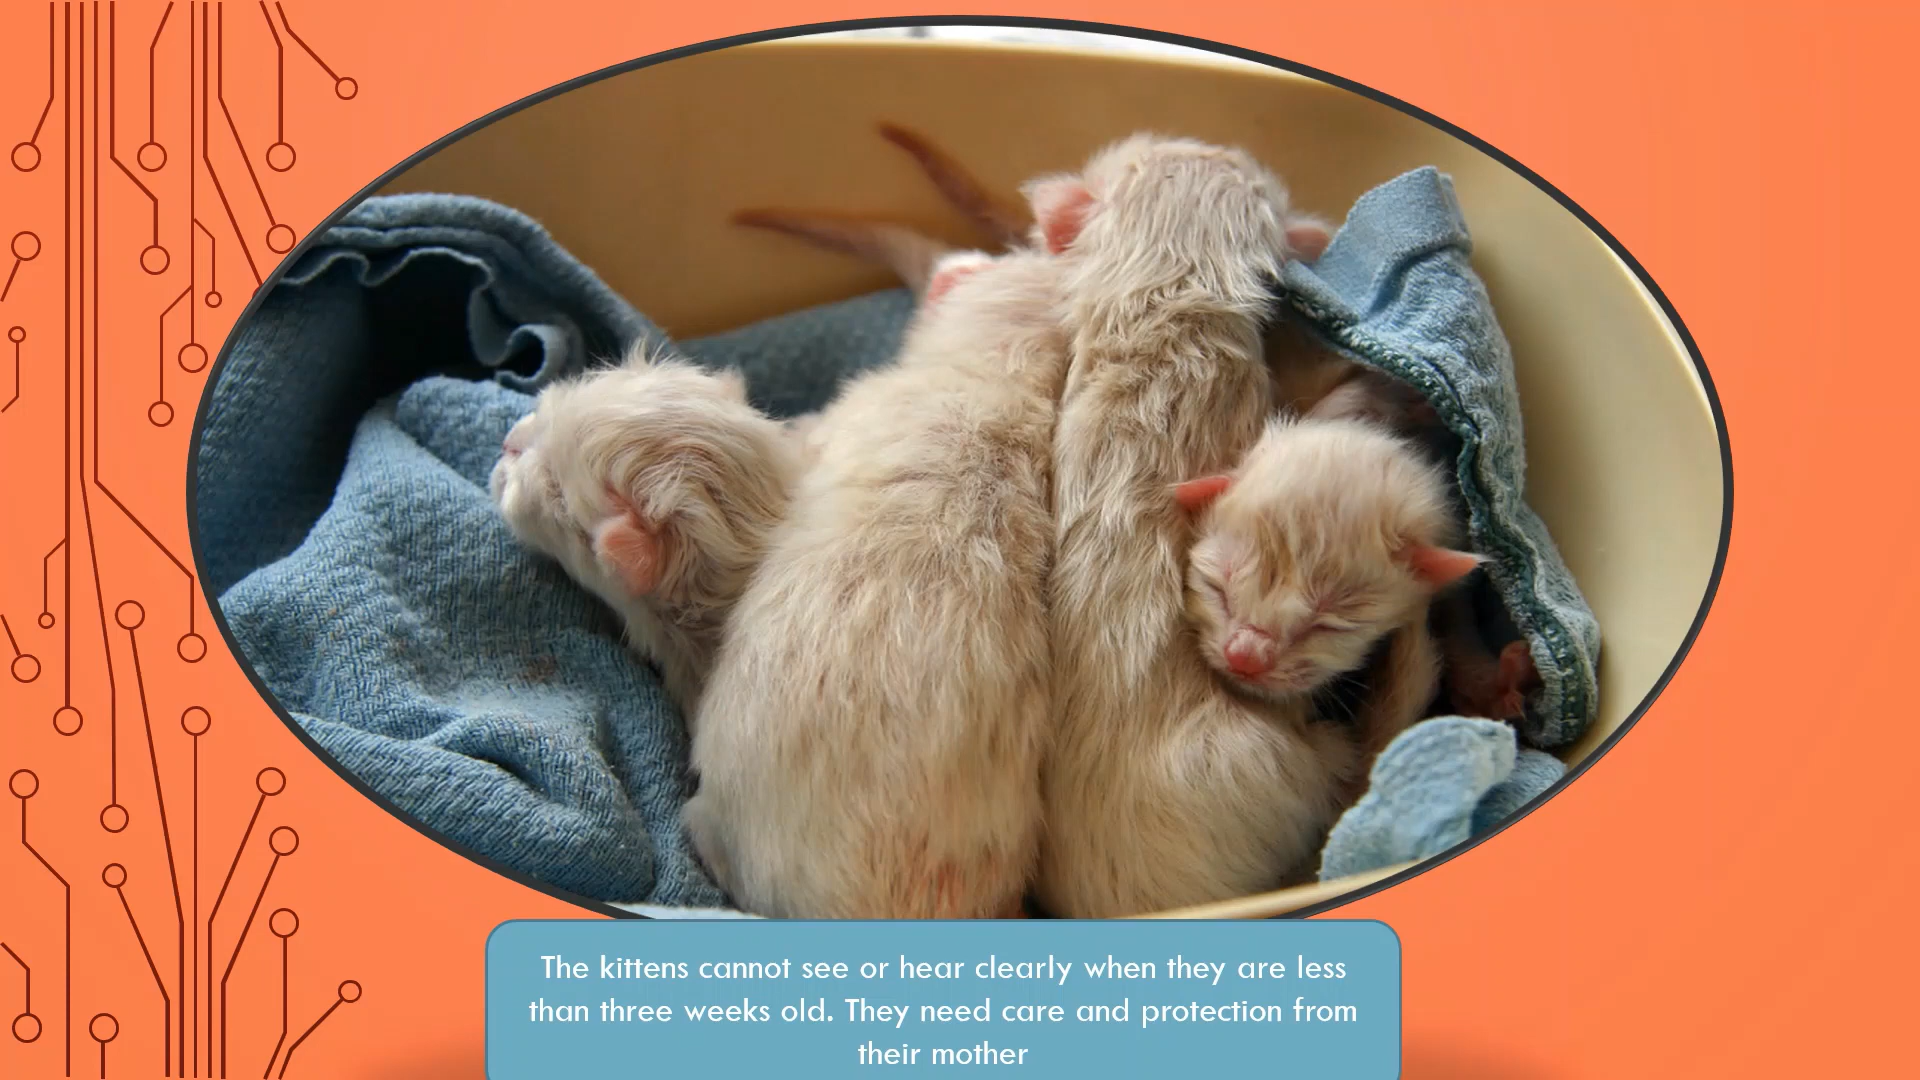 The kittens cannot see or hear clearly when they are less
than three weeks old. They need care and protection from
their mother